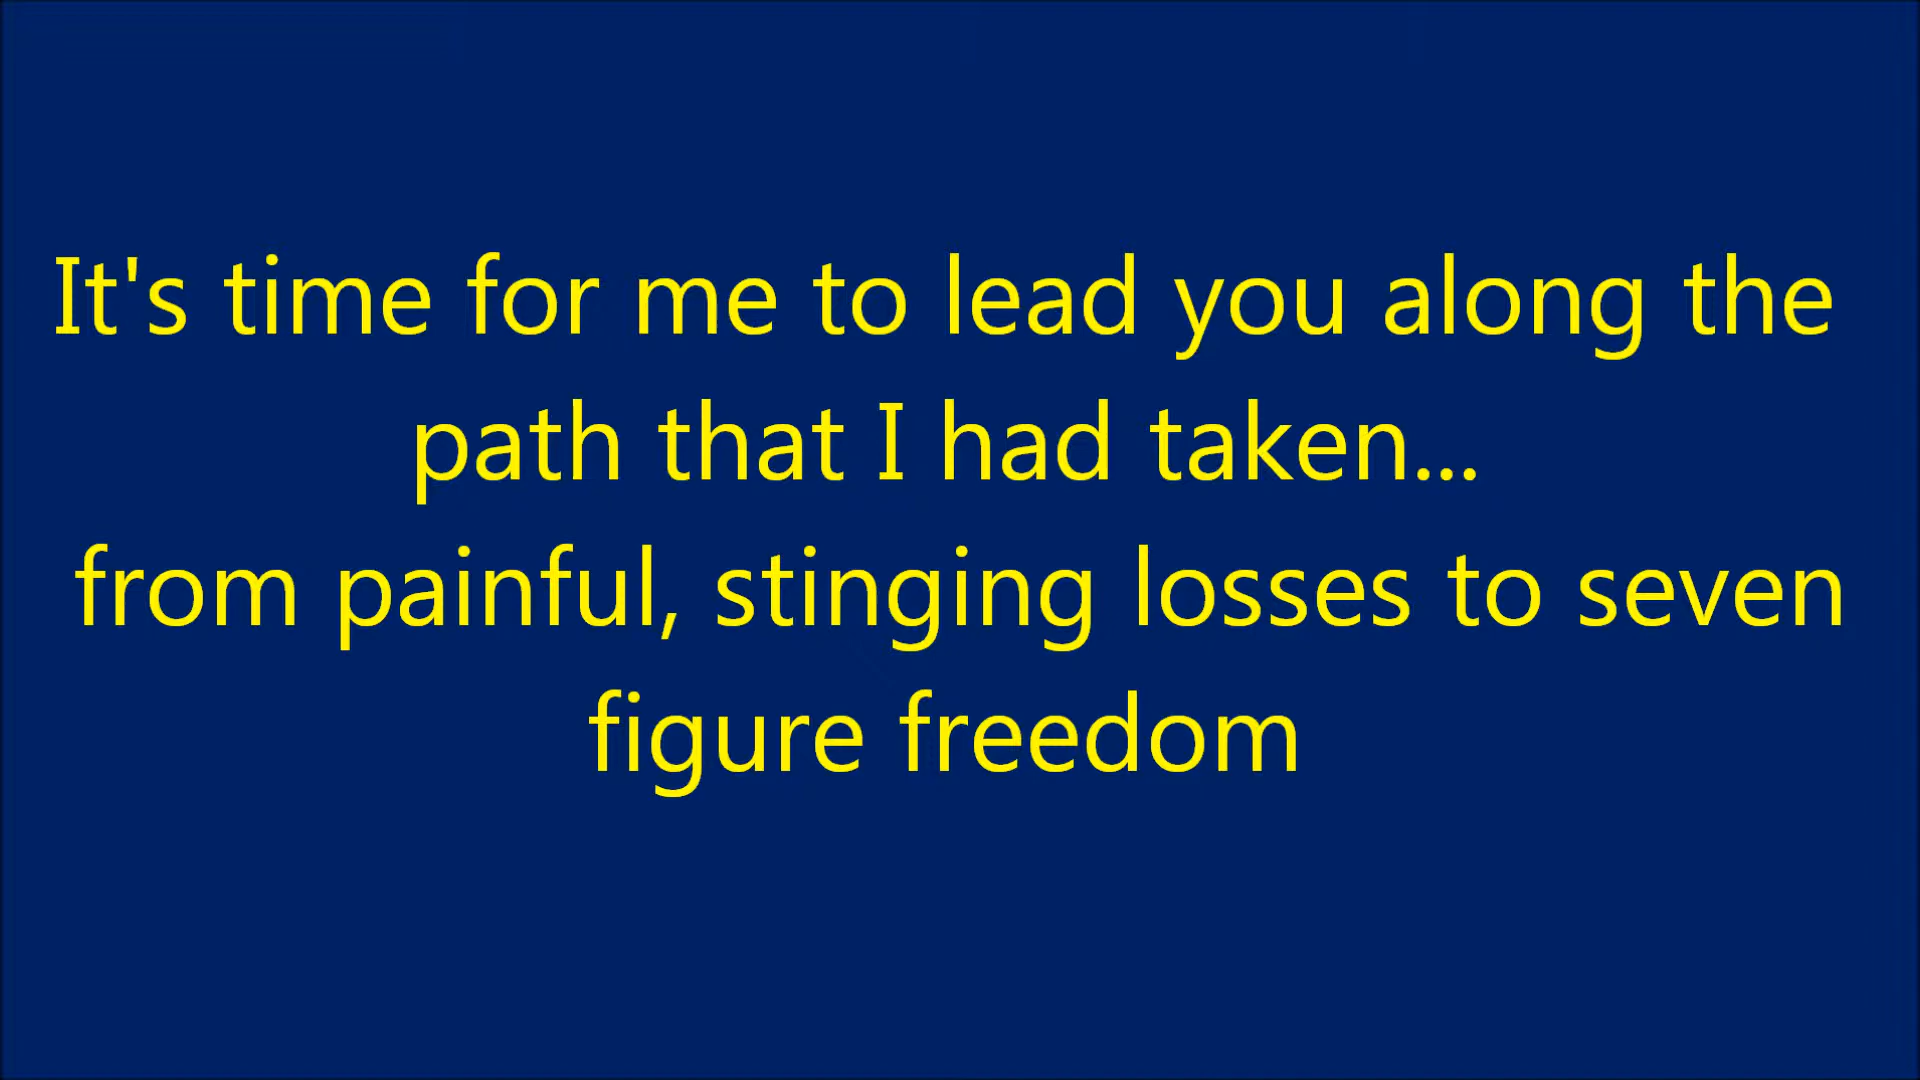 It's time for me to lead you along the
path that I had taken...
from painful, stinging losses to seven
figure freedom